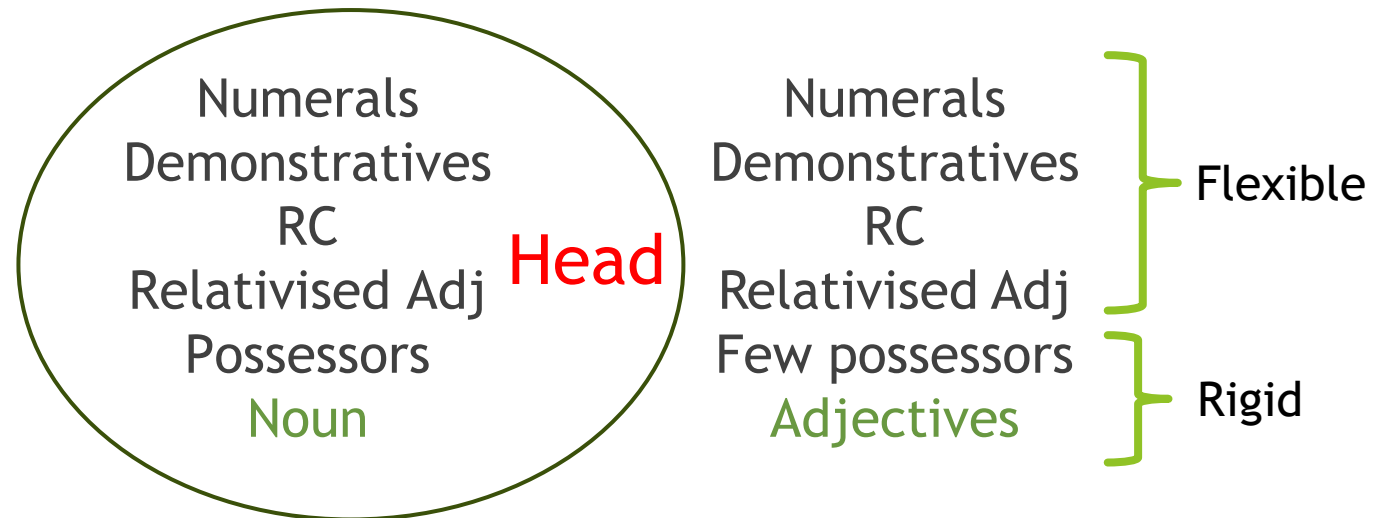 Numerals
Demonstratives
RC
Relativised Adj
Possessors
Noun
Head
Numerals
Demonstratives
RC
Relativised Adj
Few possessors
Adjectives
Flexible
Rigid